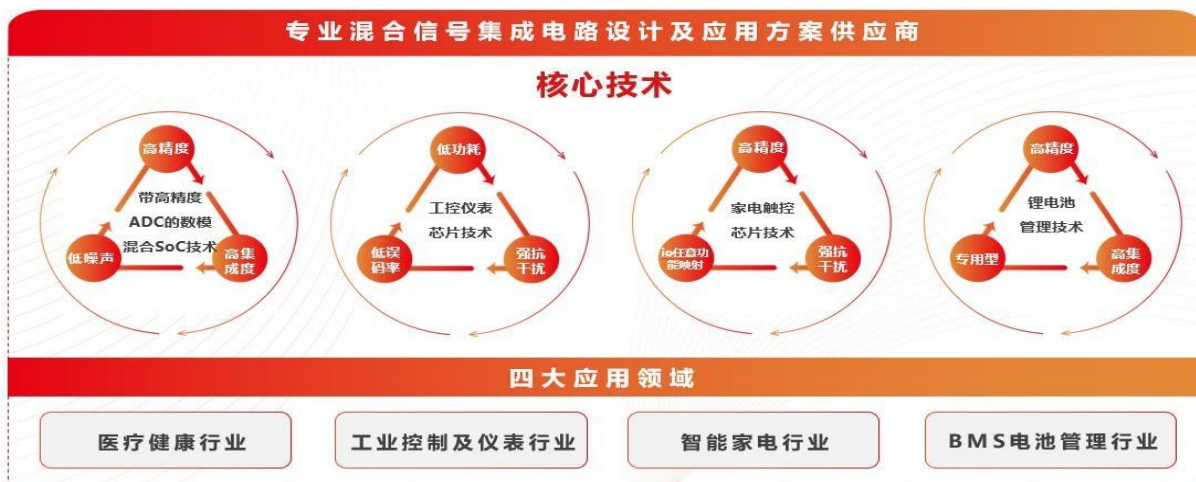 专业混合信号集成电路设计及应用方案供应商
核心技术
高精度
带高精度
ADC的数模
混合SoC技术
低噪声
高集
成度
低功耗
工控仪表
芯片技术
低误
码率
强抗
干扰
高精度
家电触控
芯片技术
io任意功
能映射
强抗
干扰
高精度
锂电池
管理技术
专用型
高集
成度
四大应用领域
医疗健康行业
工业控制及仪表行业
智能家电行业
BMS电池管理行业